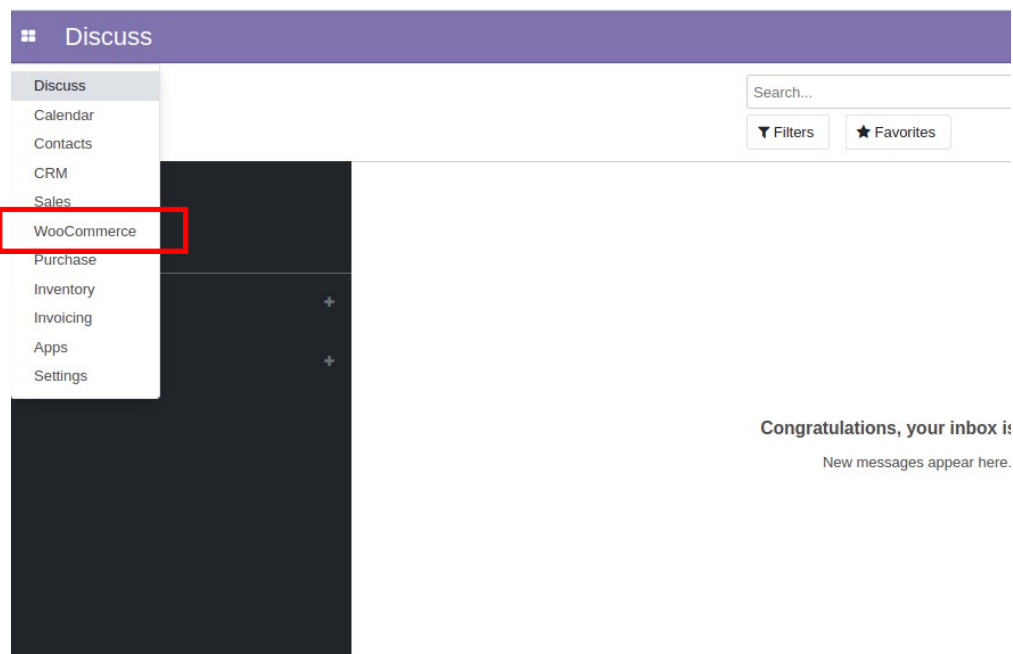 Discuss
Discuss
Calendar
Contacts
CRM
Sales
WooCommerce
Purchase
Inventory
Invoicing
Apps
Settings
Search...
Filters
Favorites
Congratulations, your inbox is
New messages appear here.